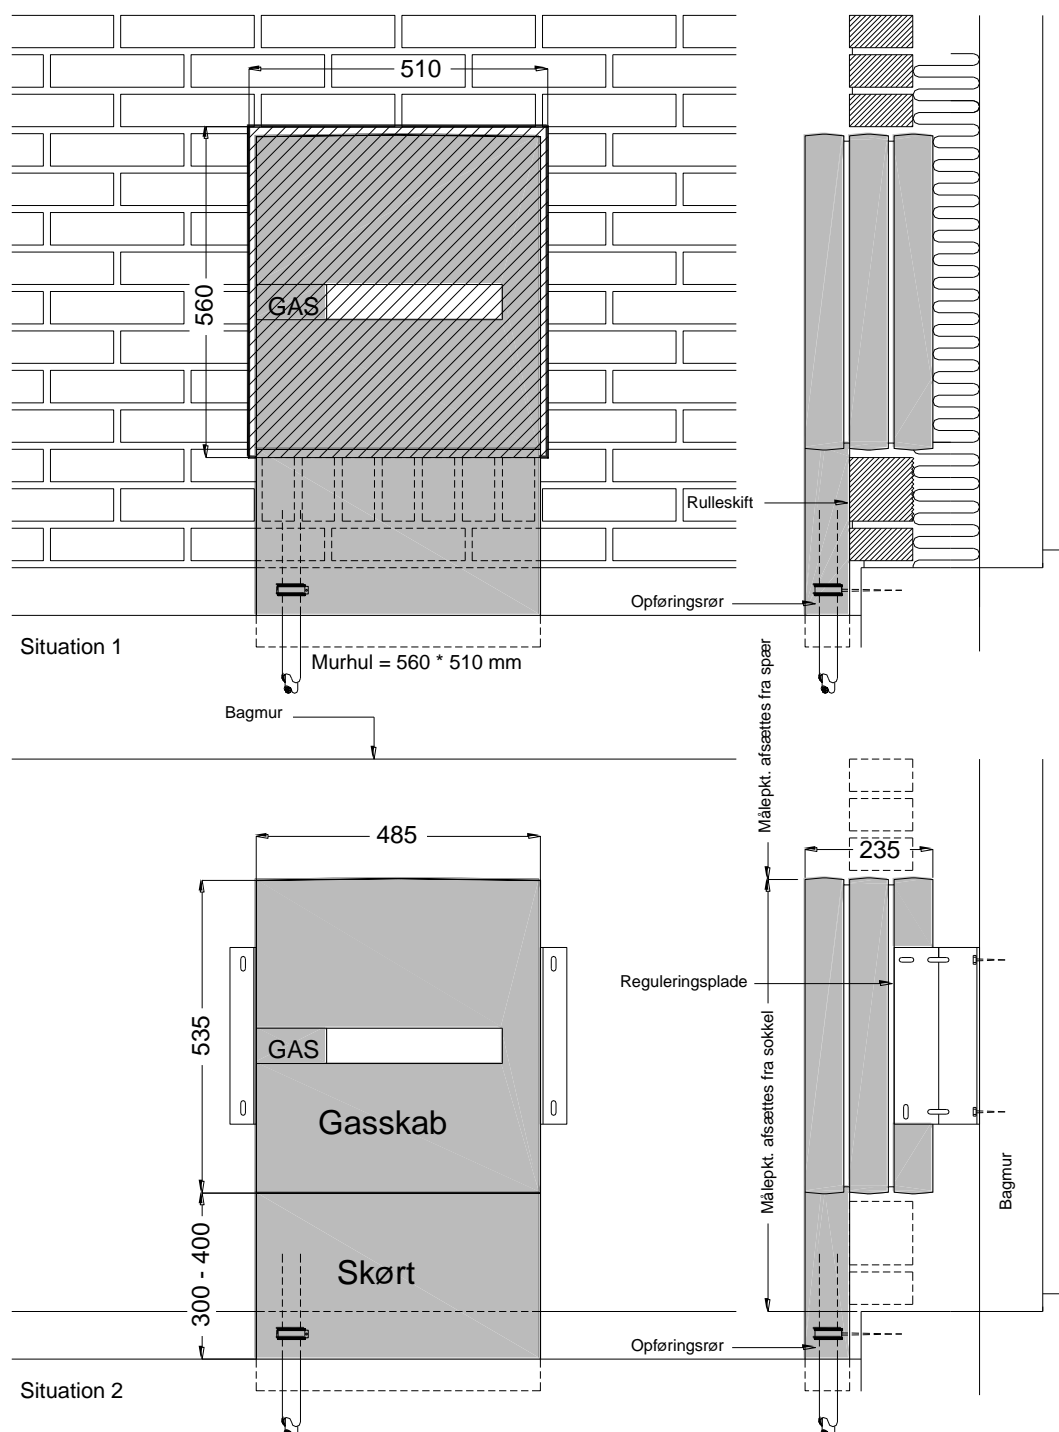 510
560
GAS
Rulleskift
Opføringsrør
Situation 1
Murhul = 560 * 510 mm
Bagmur
Målepkt. afsættes fra spær
485
235
535
GAS
Gasskab
Reguleringsplade
Målepkt. afsættes fra sokkel
Bagmur
300 - 400
Skørt
Opføringsrør
Situation 2